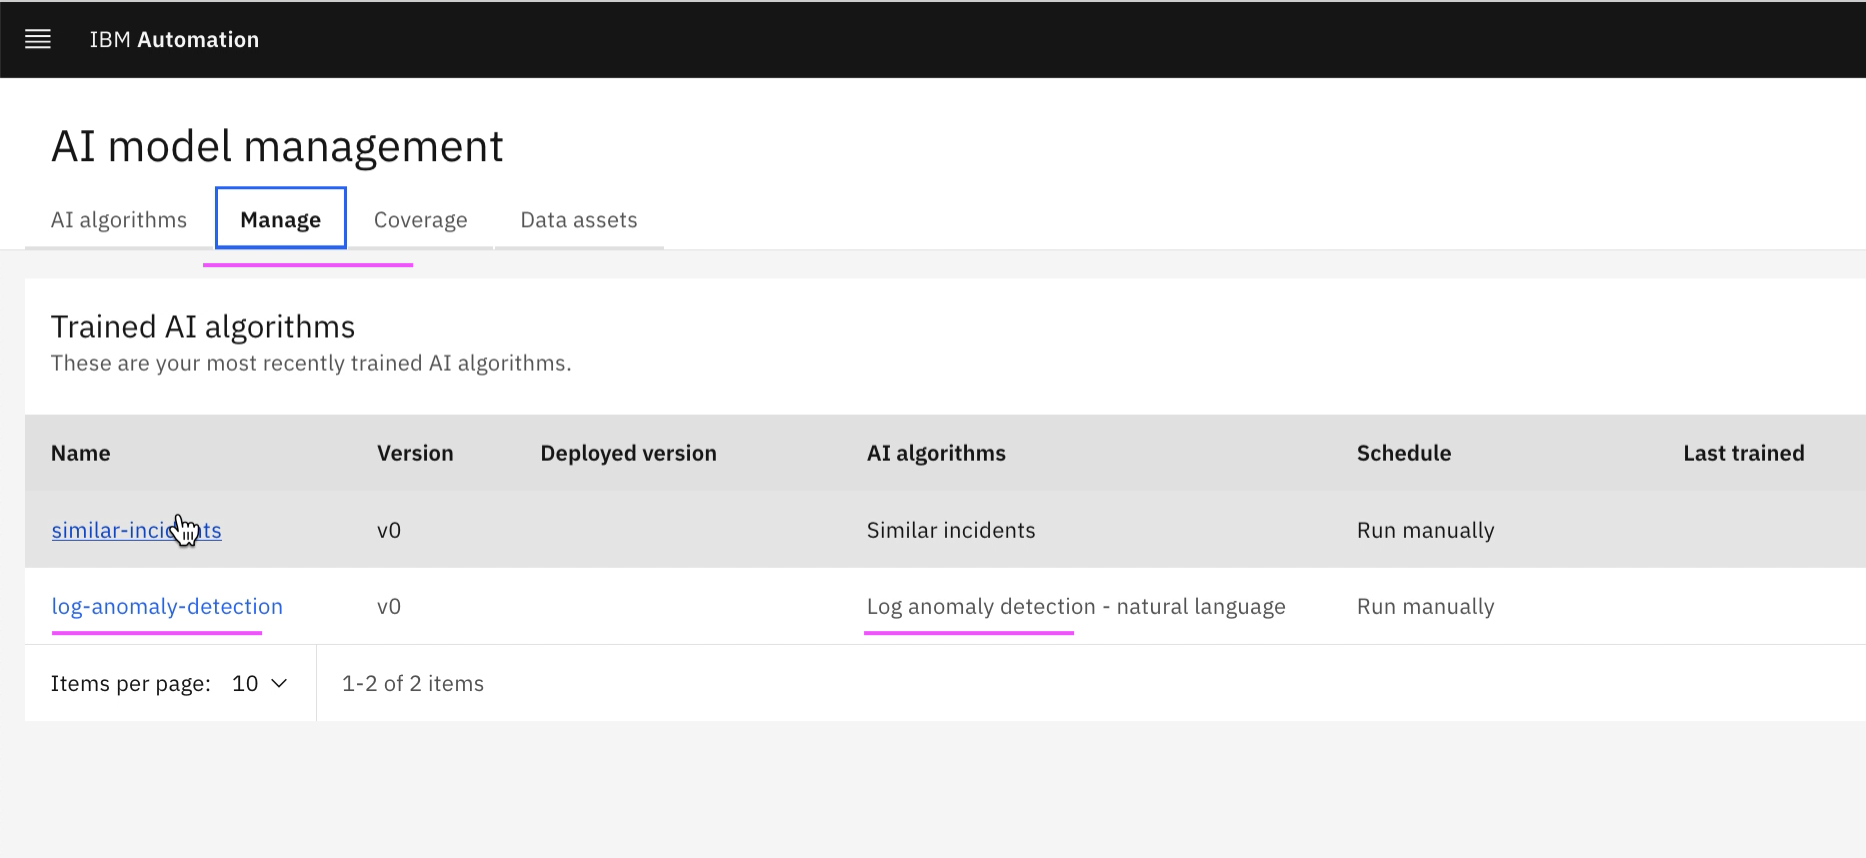 IBM Automation
AI model management
AI algorithms Manage Coverage Data assets
Trained AI algorithms
These are your most recently trained AI algorithms.
Name Version Deployed version AI algorithms Schedule Last trained
similar-incidents v0 Similar incidents Run manually
log-anomaly-detection v0 Log anomaly detection - natural language Run manually
Items per page: 10 1-2 of 2 items